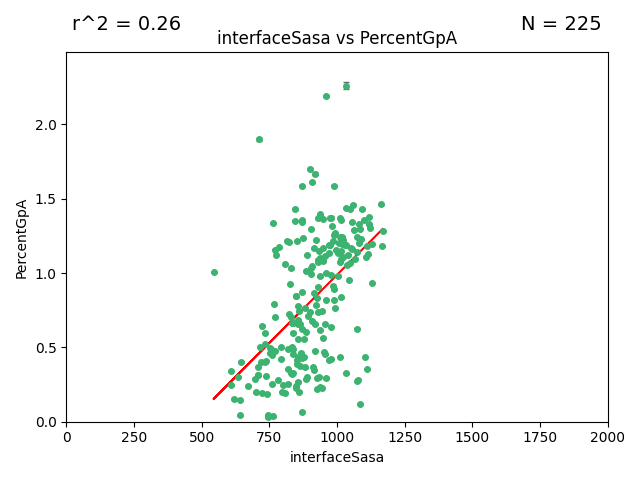 r^2 = 0.26
N = 225
interfaceSasa vs PercentGpA
PercentGpA
2.0
1.5
1.0
0.5
0.0
0 250 500 750 1000 1250 1500 1750 2000
interfaceSasa